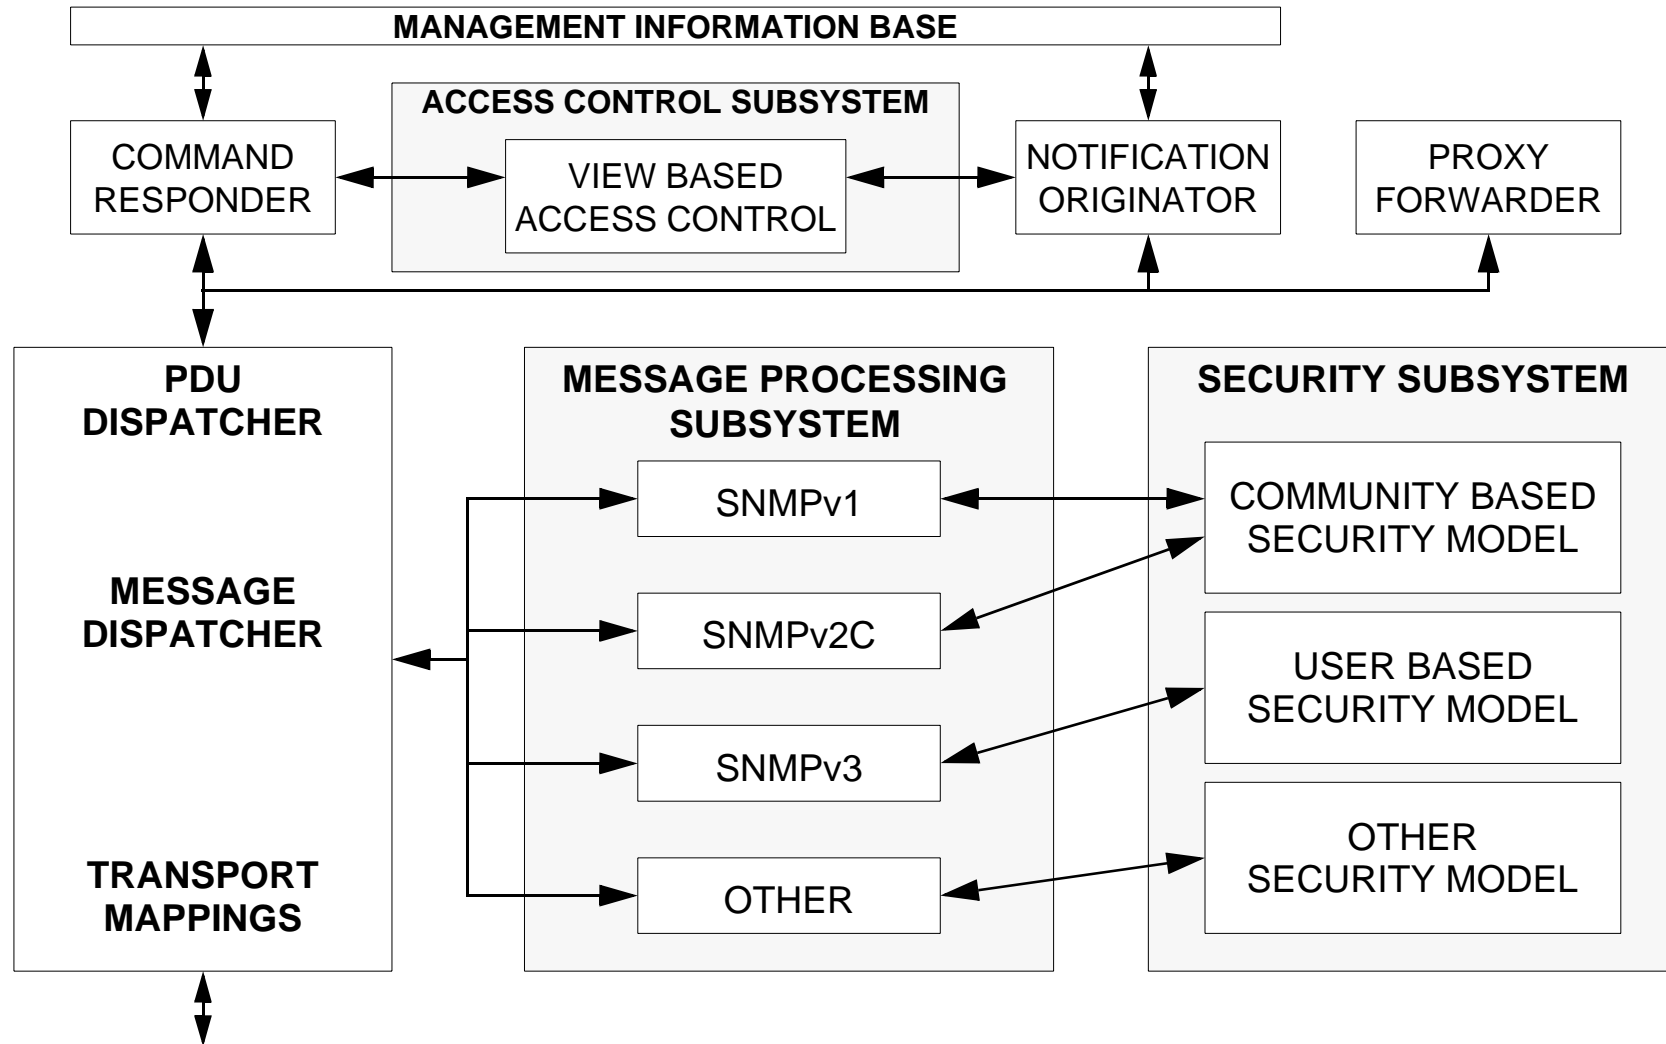 MANAGEMENT INFORMATION BASE
ACCESS CONTROL SUBSYSTEM
COMMAND
RESPONDER
VIEW BASED
ACCESS CONTROL
NOTIFICATION
ORIGINATOR
PROXY
FORWARDER
PDU
DISPATCHER
MESSAGE
DISPATCHER
TRANSPORT
MAPPINGS
MESSAGE PROCESSING
SUBSYSTEM
SNMPv1
SNMPv2C
SNMPv3
OTHER
SECURITY SUBSYSTEM
COMMUNITY BASED
SECURITY MODEL
USER BASED
SECURITY MODEL
OTHER
SECURITY MODEL